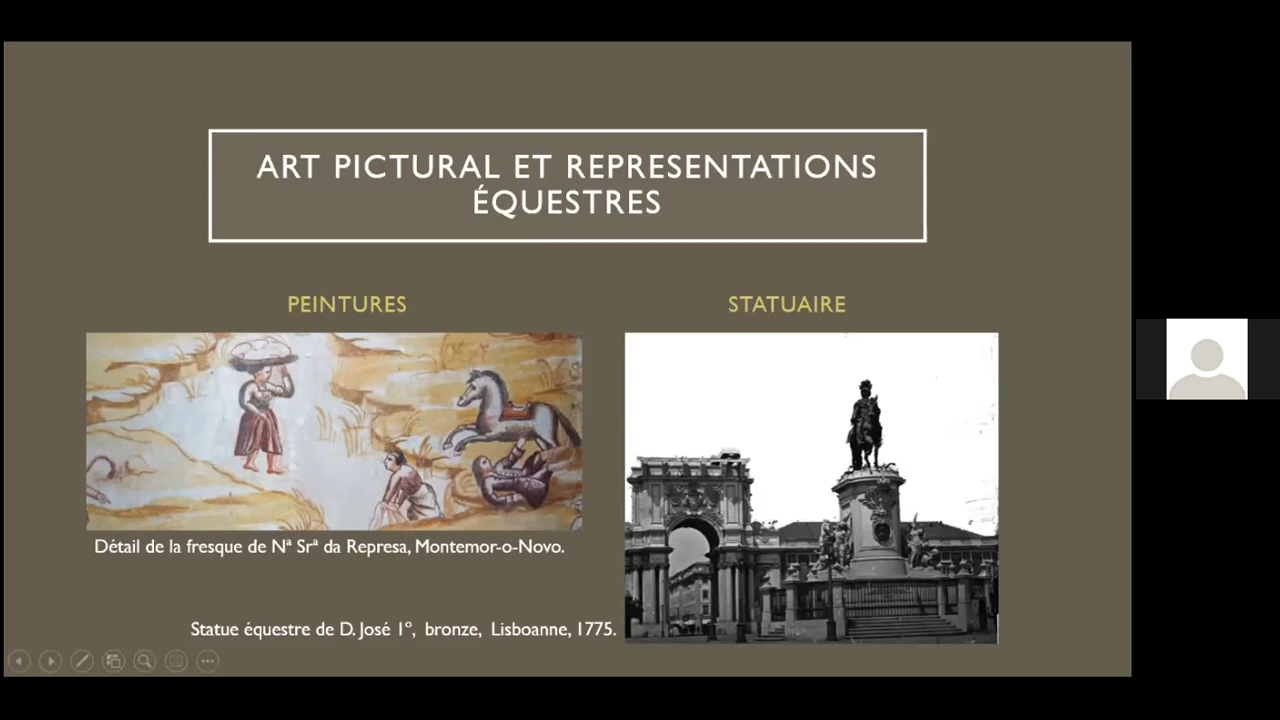 ART PICTURAL ET REPRESENTATIONS
ÉQUESTRES
PEINTURES
STATUAIRE
Détail de la fresque de Nª Srª da Represa, Montemor-o-Novo.
Statue équestre de D. José 1º, bronze, Lisboanne, 1775.